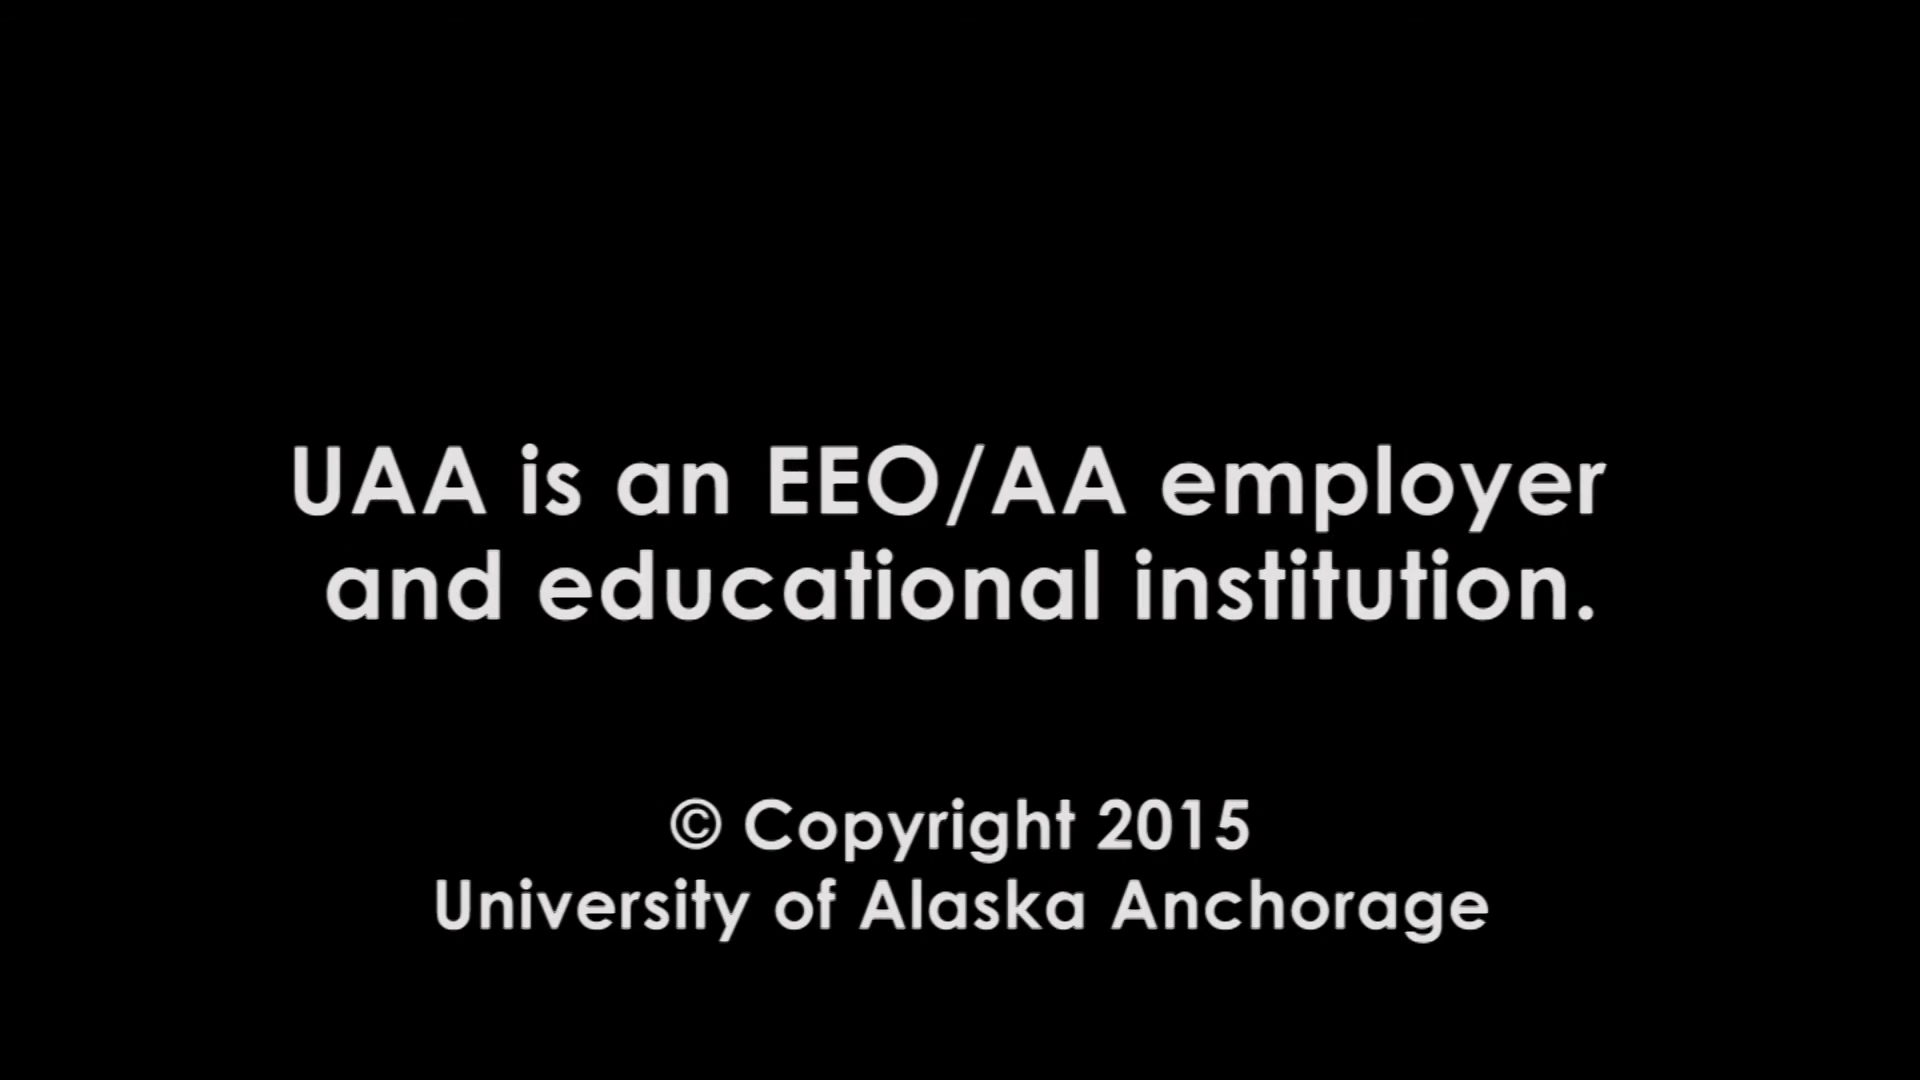 UAA is an EEO/AA employer
and educational institution.
© Copyright 2015
University of Alaska Anchorage